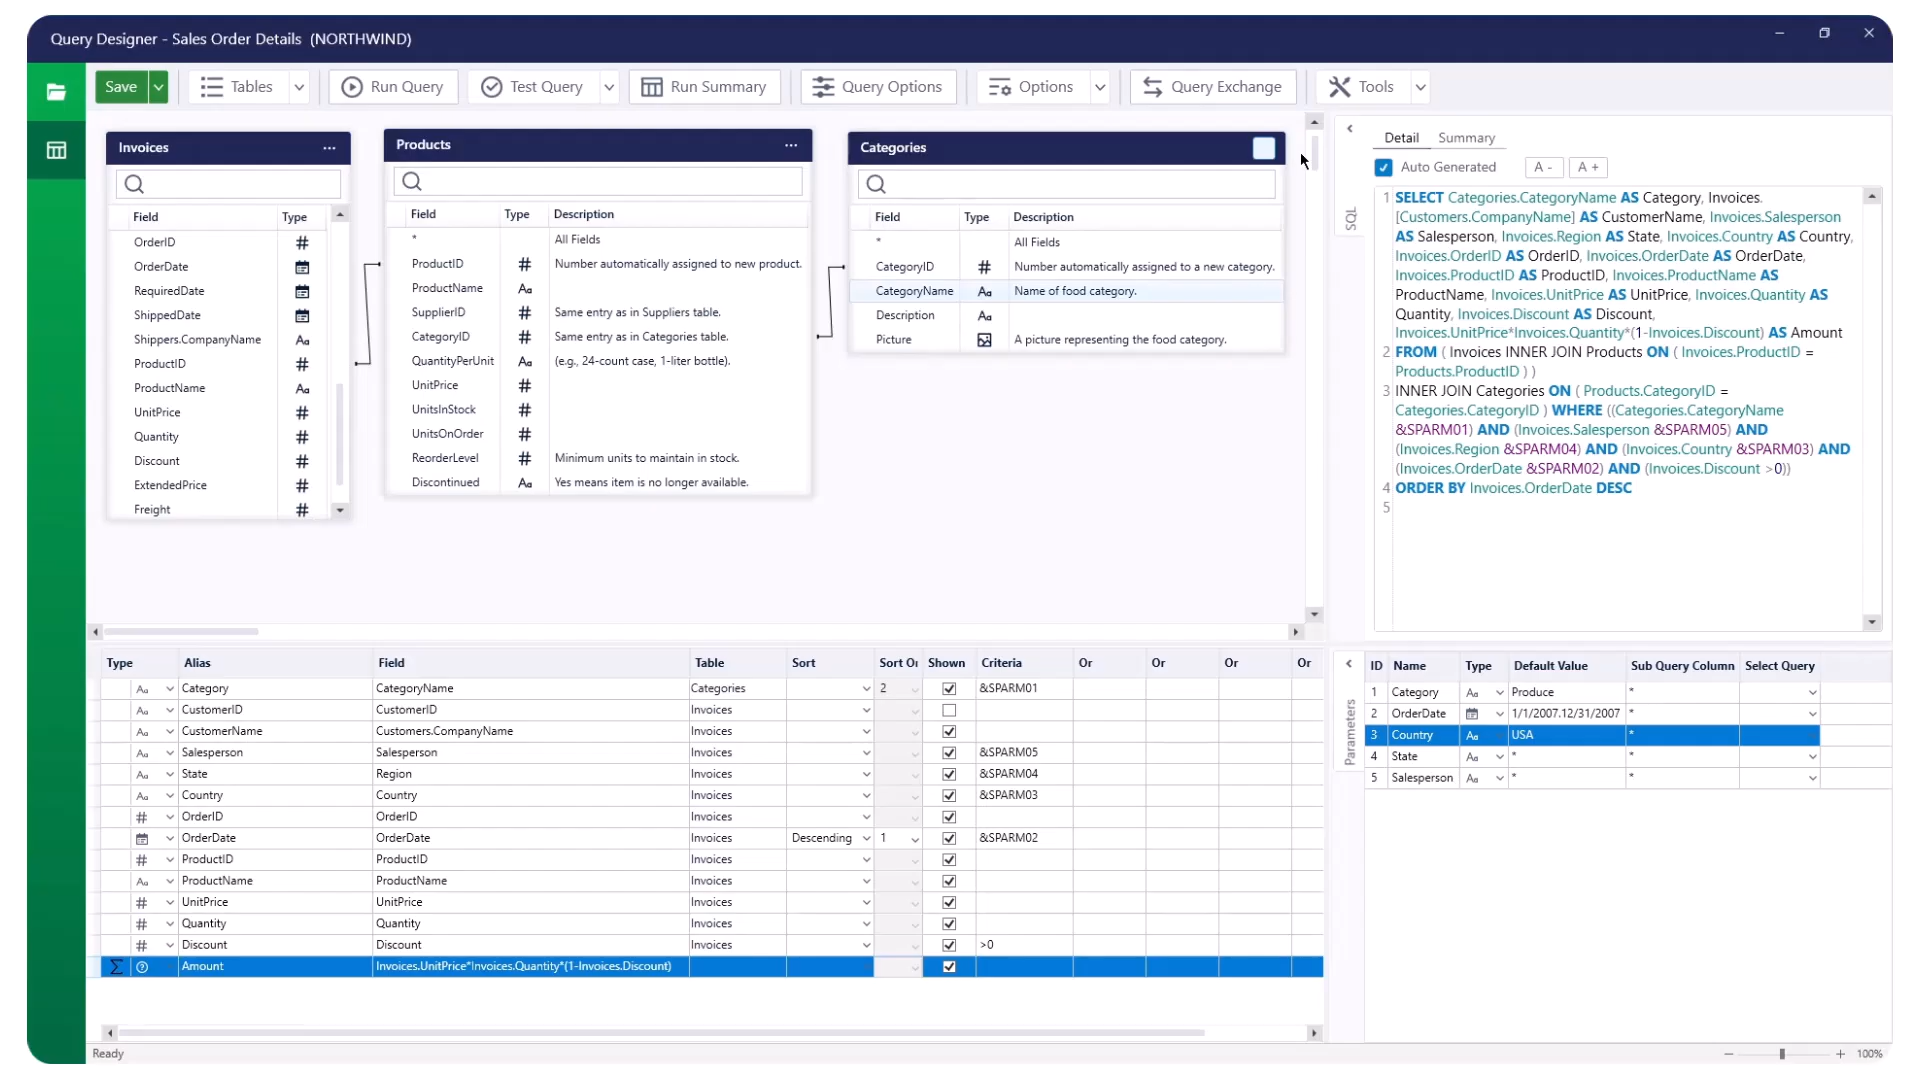 Query Designer - Sales Order Details (NORTHWIND)
Save
Tables
Run Query
Test Query
Run Summary
Query Options
Options
Query Exchange
Tools
Invoices
Field Type
OrderID
OrderDate
RequiredDate
ShippedDate
Shippers.CompanyName
ProductID
ProductName
UnitPrice
Quantity
Discount
ExtendedPrice
Freight
Products
Field Type Description
* All Fields
ProductID # Number automatically assigned to new product.
ProductName Aa
SupplierID # Same entry as in Suppliers table.
CategoryID # Same entry as in Categories table.
QuantityPerUnit Aa (e.g., 24-count case, 1-liter bottle).
UnitPrice #
UnitsInStock #
UnitsOnOrder #
ReorderLevel # Minimum units to maintain in stock.
Discontinued Aa Yes means item is no longer available.
Categories
Field Type Description
* All Fields
CategoryID # Number automatically assigned to a new category.
CategoryName Aa Name of food category.
Description Aa
Picture A picture representing the food category.
SQL
Detail Summary
Auto Generated A - A +
1 SELECT Categories.CategoryName AS Category, Invoices.
[Customers.CompanyName] AS CustomerName, Invoices.Salesperson
AS Salesperson, Invoices.Region AS State, Invoices.Country AS Country,
Invoices.OrderID AS OrderID, Invoices.OrderDate AS OrderDate,
Invoices.ProductID AS ProductID, Invoices.ProductName AS
ProductName, Invoices.UnitPrice AS UnitPrice, Invoices.Quantity AS
Quantity, Invoices.Discount AS Discount,
Invoices.UnitPrice*Invoices.Quantity*(1-Invoices.Discount) AS Amount
2 FROM ( Invoices INNER JOIN Products ON ( Invoices.ProductID =
Products.ProductID ) )
3 INNER JOIN Categories ON ( Products.CategoryID =
Categories.CategoryID ) WHERE ((Categories.CategoryName
&SPARM01) AND (Invoices.Salesperson &SPARM05) AND
(Invoices.Region &SPARM04) AND (Invoices.Country &SPARM03) AND
(Invoices.OrderDate &SPARM02) AND (Invoices.Discount >0))
4 ORDER BY Invoices.OrderDate DESC
5
Type Alias Field Table Sort Sort Or Shown Criteria Or Or Or Or
Aa Category CategoryName Categories 2 &SPARM01
Aa CustomerID CustomerID Invoices
Aa CustomerName Customers.CompanyName Invoices
Aa Salesperson Salesperson Invoices &SPARM05
Aa State Region Invoices &SPARM04
Aa Country Country Invoices &SPARM03
# OrderID OrderID Invoices
OrderDate OrderDate Invoices Descending 1 &SPARM02
# ProductID ProductID Invoices
Aa ProductName ProductName Invoices
# UnitPrice UnitPrice Invoices
# Quantity Quantity Invoices
# Discount Discount Invoices >0
Σ Amount Invoices.UnitPrice*Invoices.Quantity*(1-Invoices.Discount)
Parameters
ID Name Type Default Value Sub Query Column Select Query
1 Category Aa Produce *
2 OrderDate 1/1/2007.12/31/2007 *
3 Country Aa USA *
4 State Aa * *
5 Salesperson Aa * *
Ready
100%